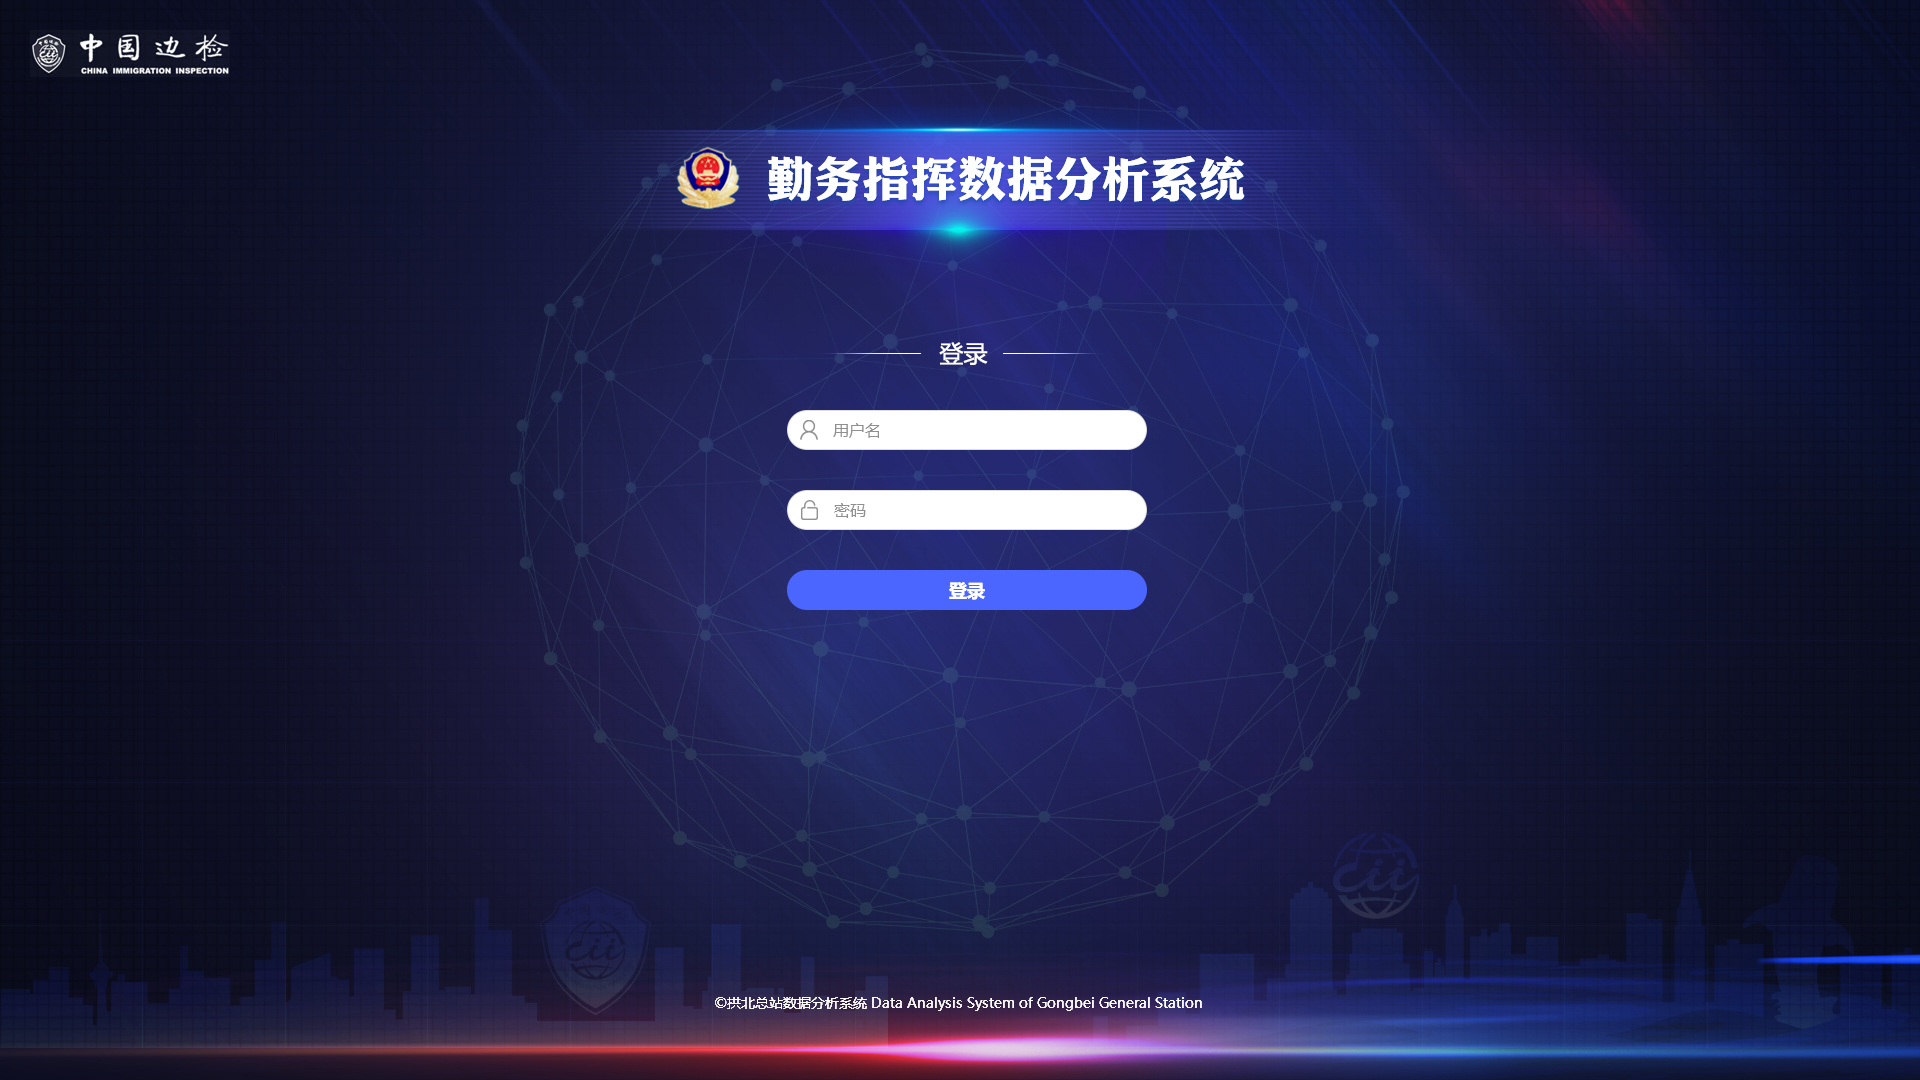 中国边检
CHINA IMMIGRATION INSPECTION
勤务指挥数据分析系统
登录
用户名
密码
登录
cii
cii
©拱北总站数据分析系统 Data Analysis System of Gongbei General Station